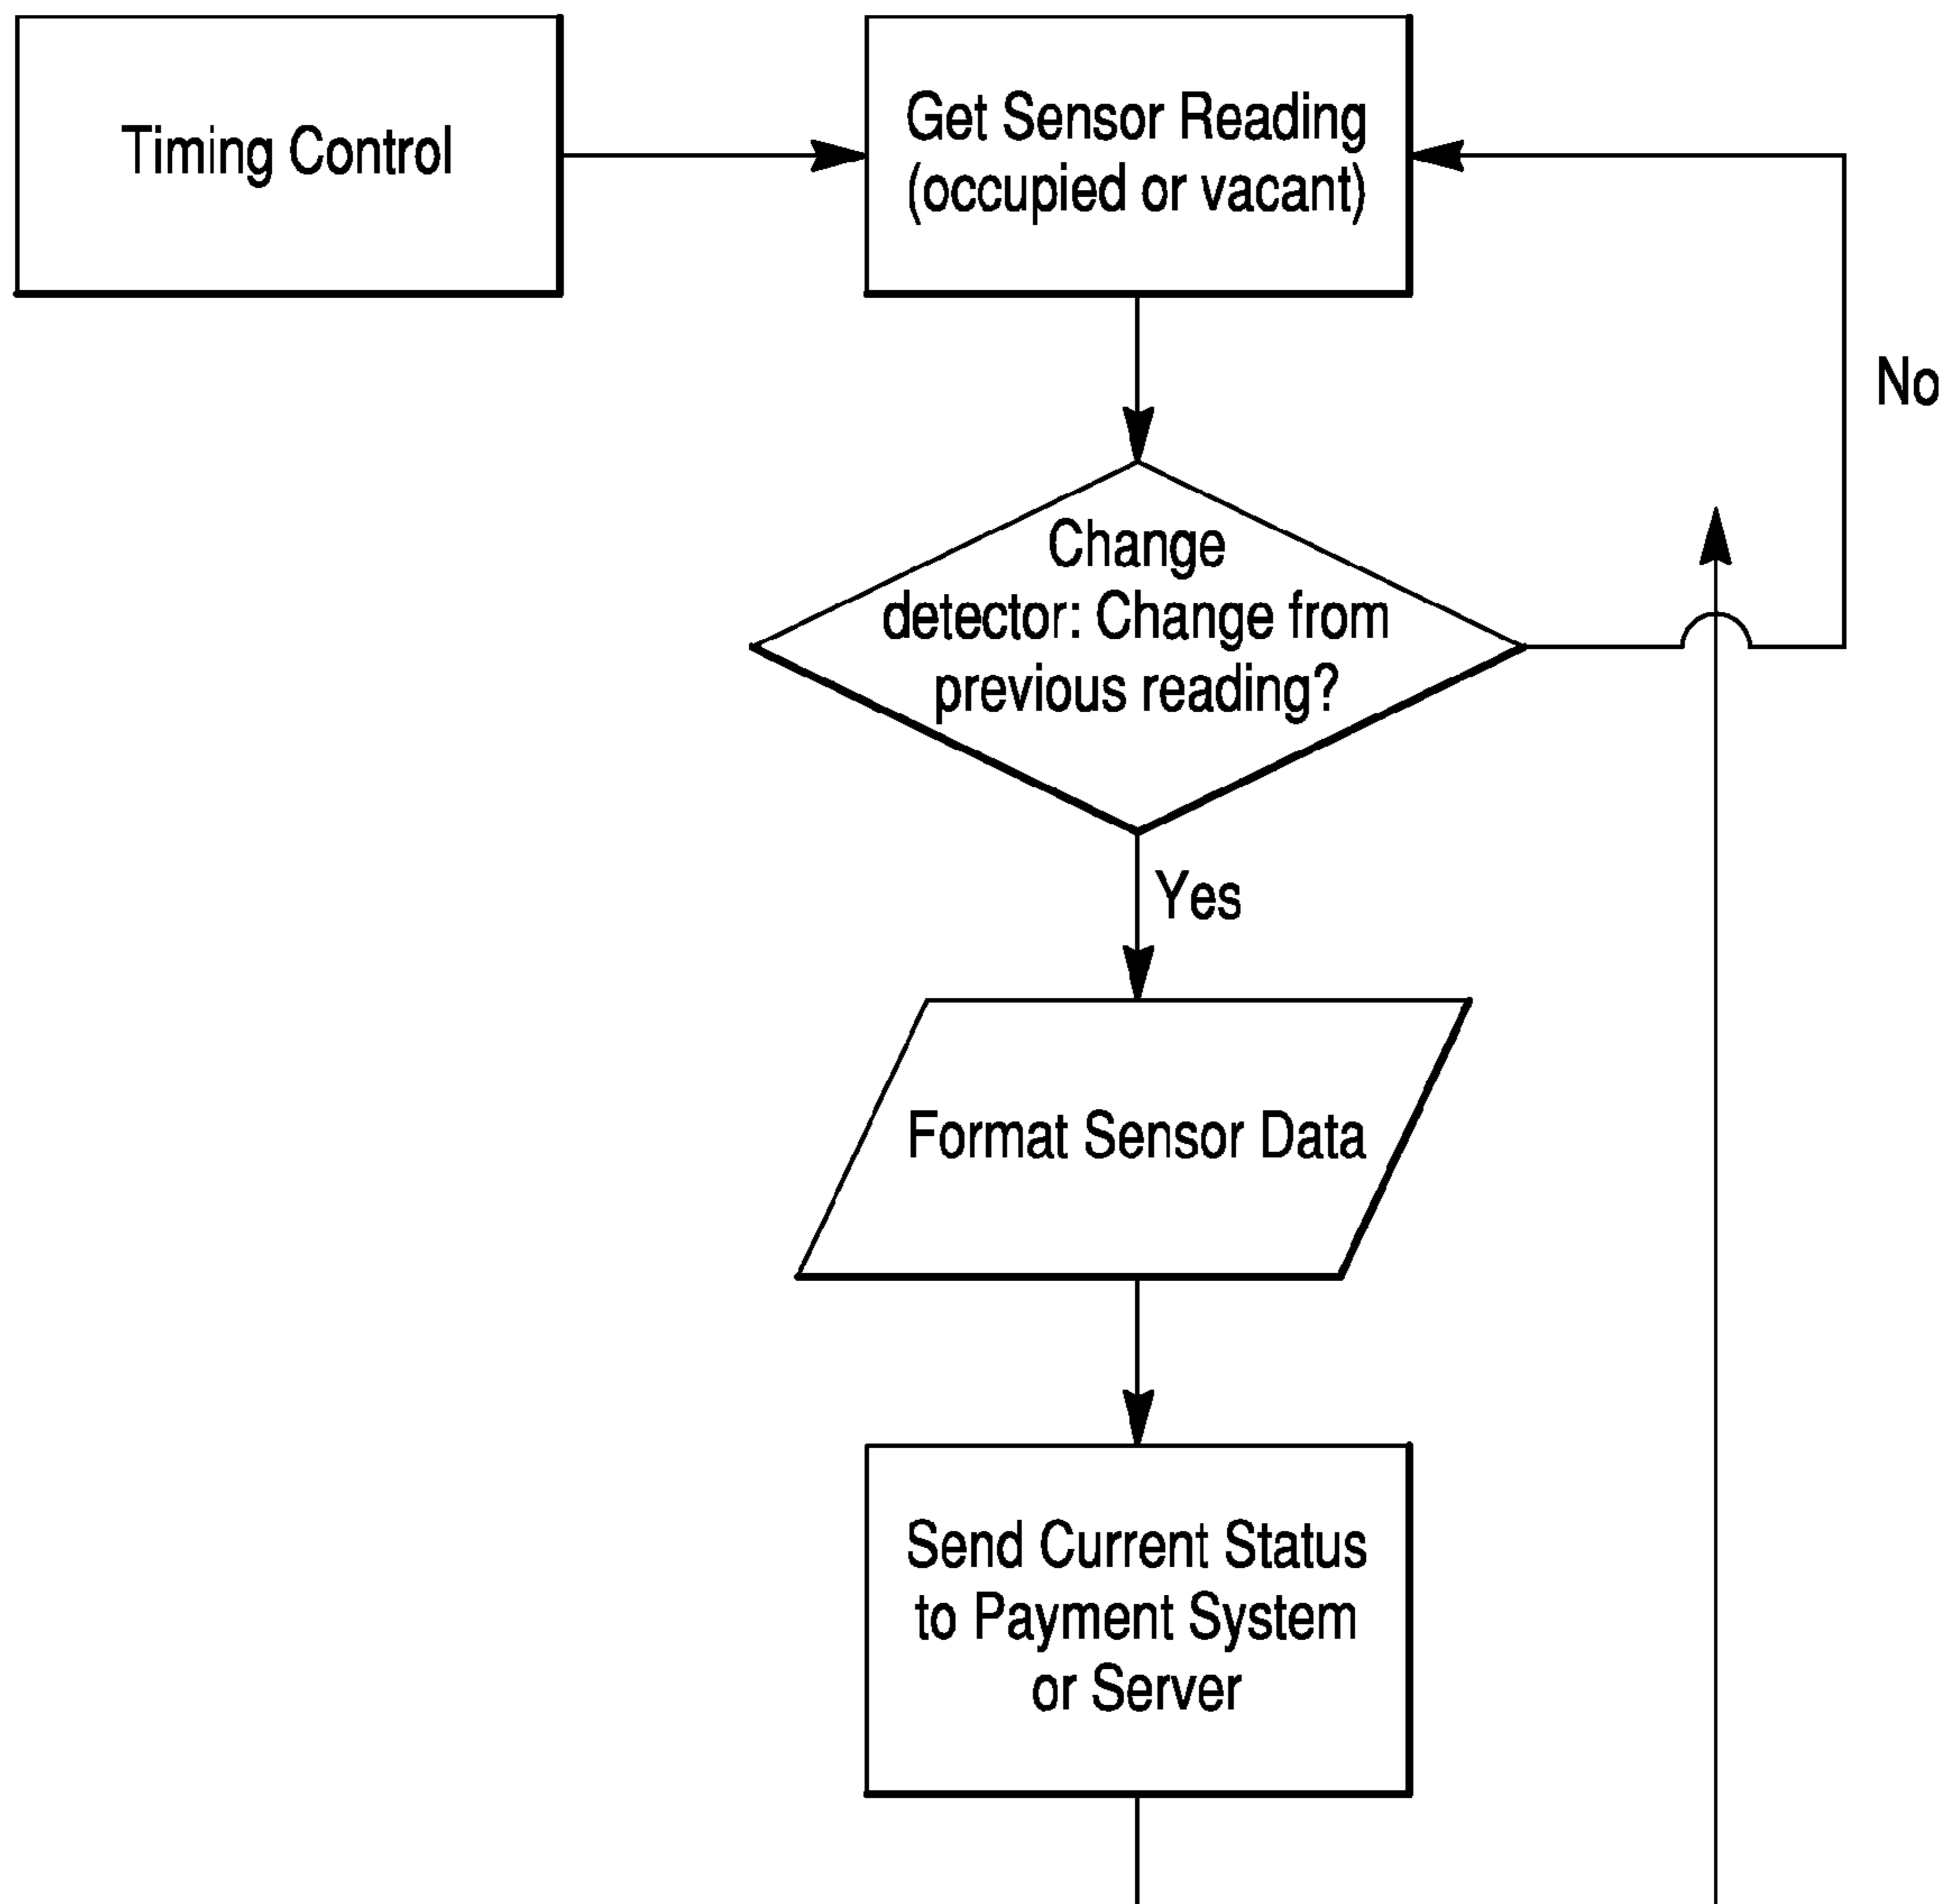 Timing Control
Get Sensor Reading
(occupied or vacant)
No
Change
detector: Change from
previous reading?
Yes
Format Sensor Data
Send Current Status
to Payment System
or Server